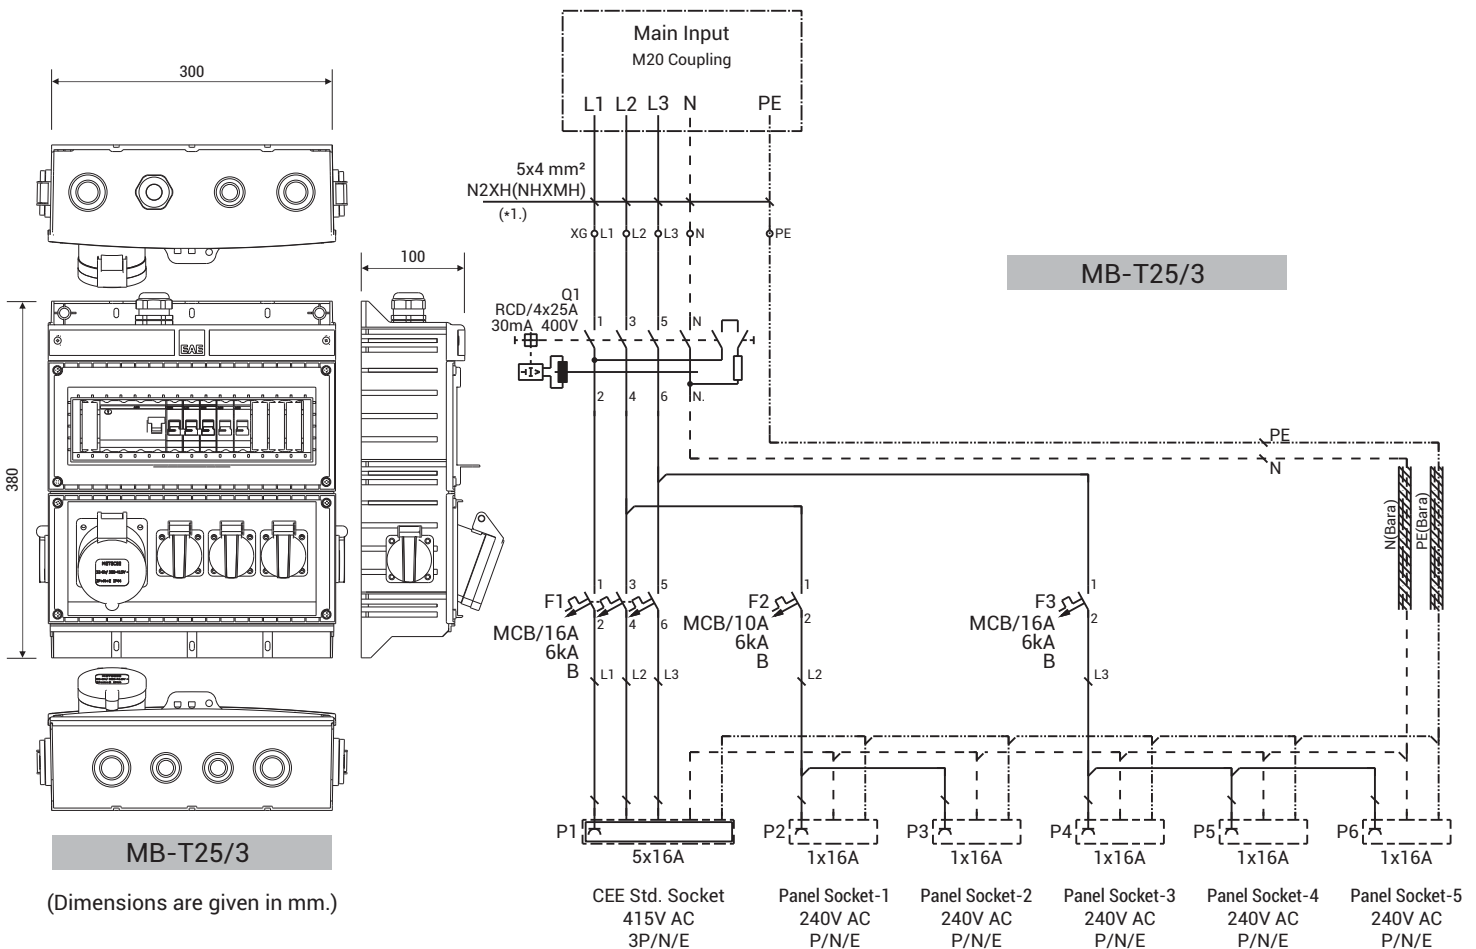 300
380
100
EAE
MB-T25/3
(Dimensions are given in mm.)
Main Input
M20 Coupling
L1 L2 L3 N PE
5x4 mm²
N2XH(NHXMH)
(*1.)
XG L1 L2 L3 N PE
MB-T25/3
Q1
RCD/4x25A
30mA 400V
1 3 5 N
I>
2 4 6 N.
PE
N
N(Bara)
PE(Bara)
F1
MCB/16A
6kA
B
1 3 5
2 4 6
L1 L2 L3
F2
MCB/10A
6kA
B
1
2
L2
F3
MCB/16A
6kA
B
1
2
L3
P1 P2 P3 P4 P5 P6
5x16A 1x16A 1x16A 1x16A 1x16A 1x16A
CEE Std. Socket
415V AC
3P/N/E
Panel Socket-1
240V AC
P/N/E
Panel Socket-2
240V AC
P/N/E
Panel Socket-3
240V AC
P/N/E
Panel Socket-4
240V AC
P/N/E
Panel Socket-5
240V AC
P/N/E